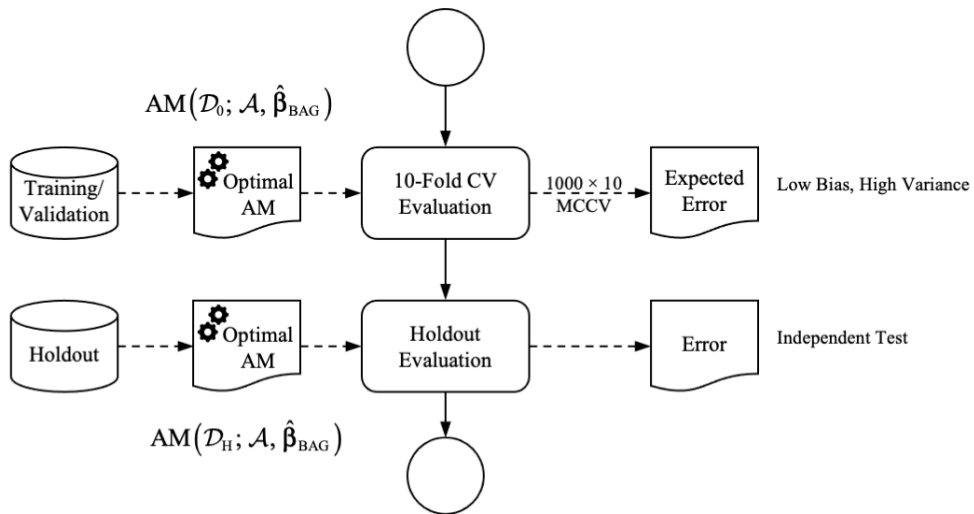 AM(𝒟₀; 𝒜, β̂_BAG)
Training/
Validation
Optimal
AM
10-Fold CV
Evaluation
1000 × 10
MCCV
Expected
Error
Low Bias, High Variance
Holdout
Optimal
AM
Holdout
Evaluation
Error
Independent Test
AM(𝒟_H; 𝒜, β̂_BAG)